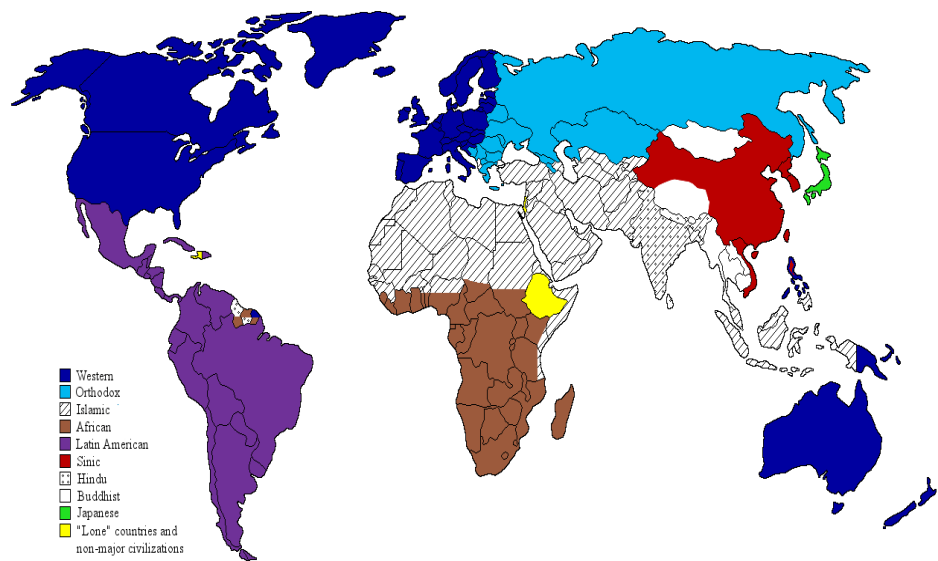 Western
Orthodox
Islamic
African
Latin American
Sinic
Hindu
Buddhist
Japanese
"Lone" countries and
non-major civilizations